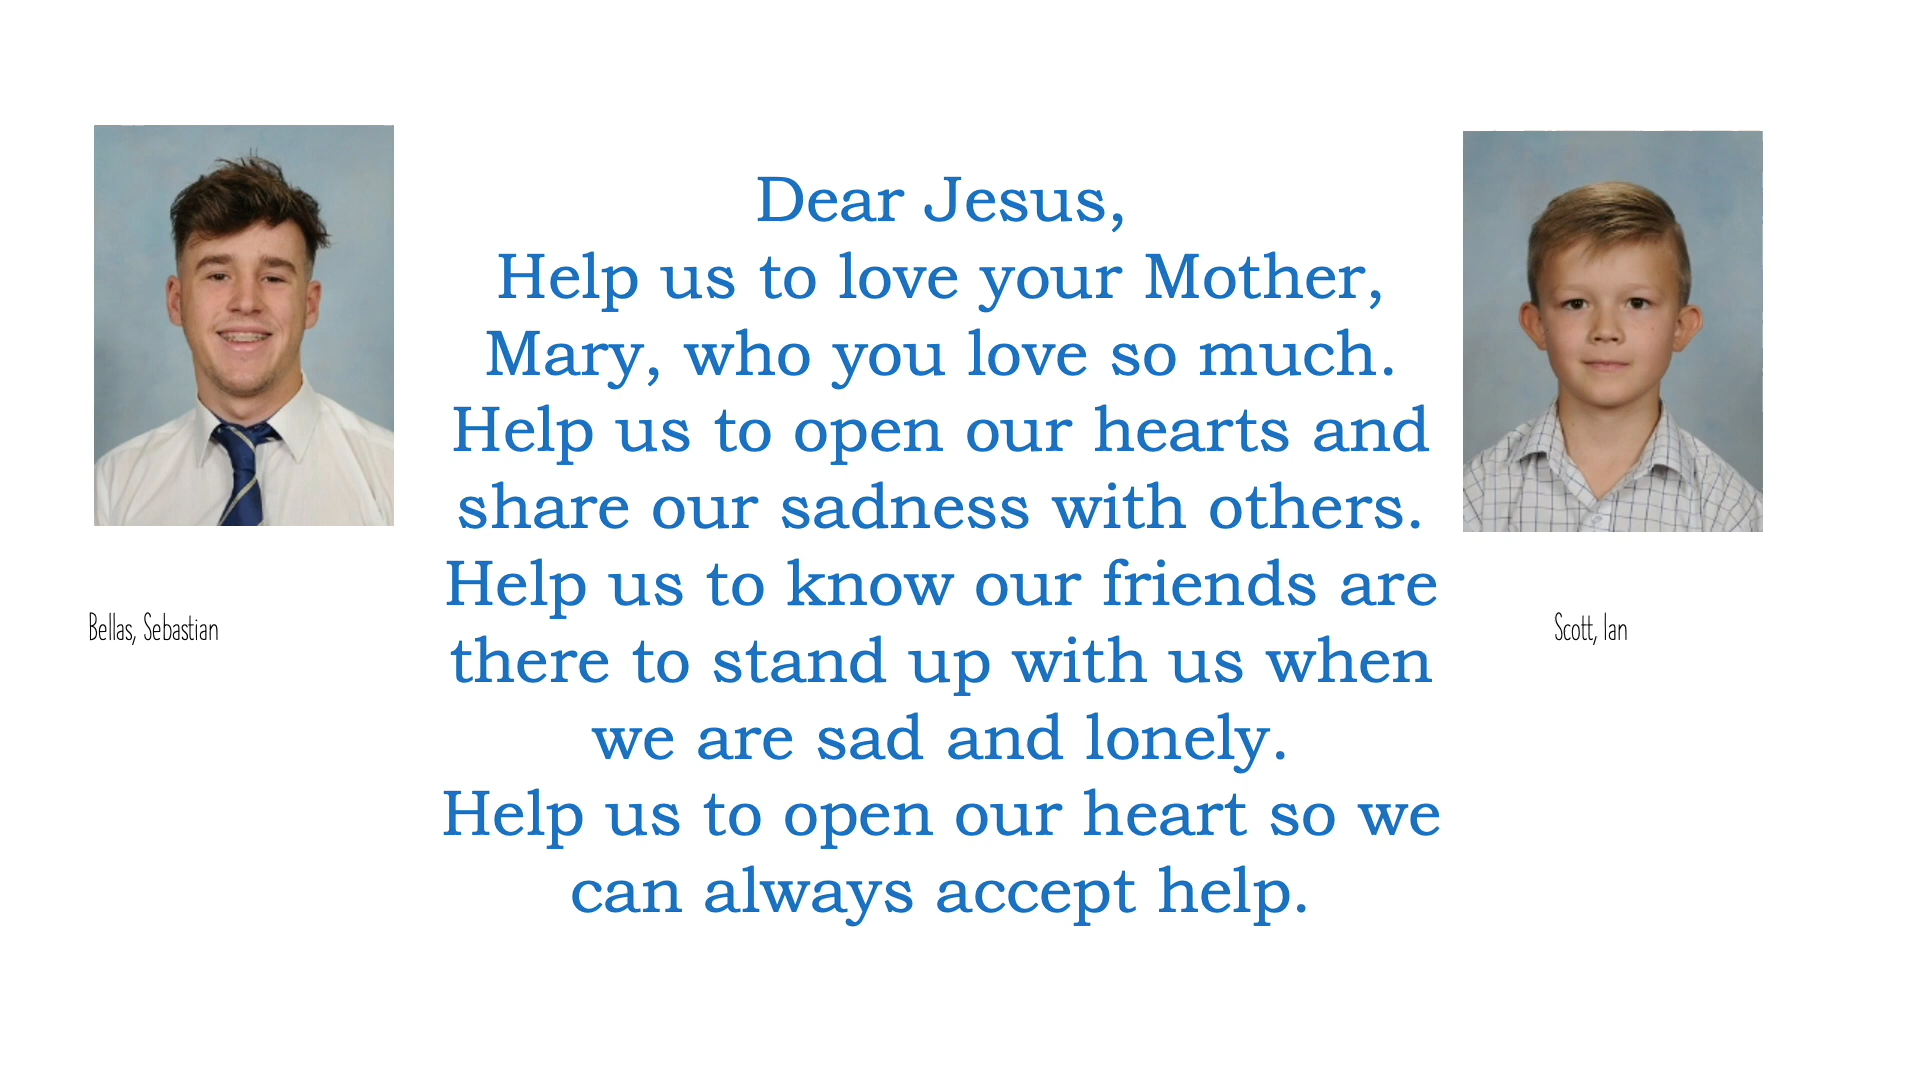 Dear Jesus,
Help us to love your Mother,
Mary, who you love so much.
Help us to open our hearts and
share our sadness with others.
Help us to know our friends are
there to stand up with us when
we are sad and lonely.
Help us to open our heart so we
can always accept help.
Bellas, Sebastian
Scott, Ian